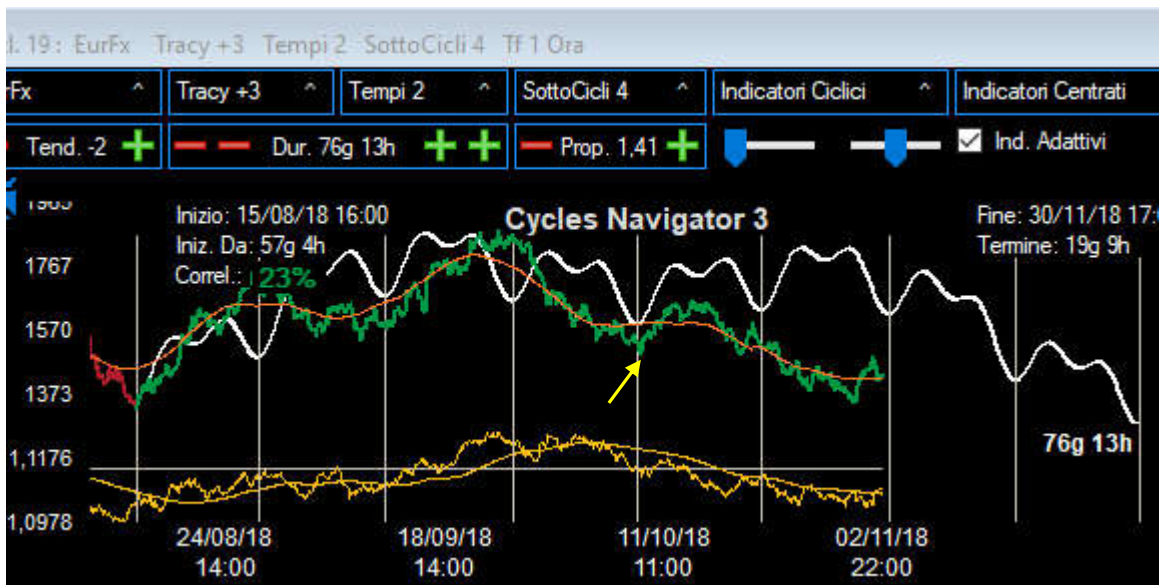 l. 19 : EurFx Tracy +3 Tempi 2 SottoCicli 4 Tf 1 Ora
rFx ^ Tracy +3 ^ Tempi 2 ^ SottoCicli 4 ^ Indicatori Ciclici ^ Indicatori Centrati
Tend. -2 Dur. 76g 13h Prop. 1,41 Ind. Adattivi
Inizio: 15/08/18 16:00 Cycles Navigator 3 Fine: 30/11/18 17:
Iniz. Da: 57g 4h Termine: 19g 9h
Correl.: 23%
1767
1570
1373
1,1176
76g 13h
1,0978
24/08/18 18/09/18 11/10/18 02/11/18
14:00 14:00 11:00 22:00